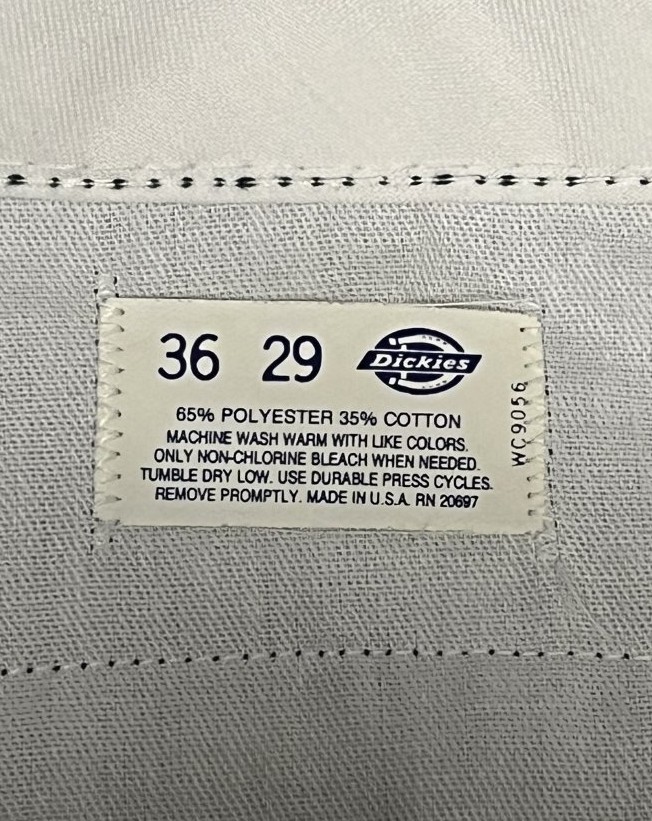 36 29 Dickies
65% POLYESTER 35% COTTON
MACHINE WASH WARM WITH LIKE COLORS.
ONLY NON-CHLORINE BLEACH WHEN NEEDED.
TUMBLE DRY LOW. USE DURABLE PRESS CYCLES.
REMOVE PROMPTLY. MADE IN U.S.A. RN 20697
WC9056